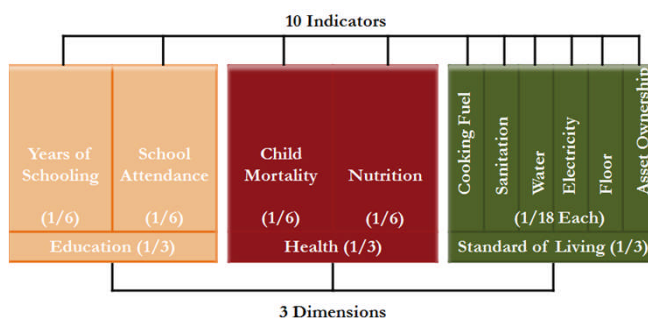 10 Indicators
Years of
Schooling
(1/6)
School
Attendance
(1/6)
Education (1/3)
Child
Mortality
(1/6)
Nutrition
(1/6)
Health (1/3)
Cooking Fuel
Sanitation
Water
Electricity
Floor
Asset Ownership
(1/18 Each)
Standard of Living (1/3)
3 Dimensions